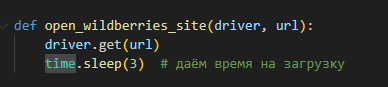 def open_wildberries_site(driver, url):
    driver.get(url)
    time.sleep(3)  # даём время на загрузку